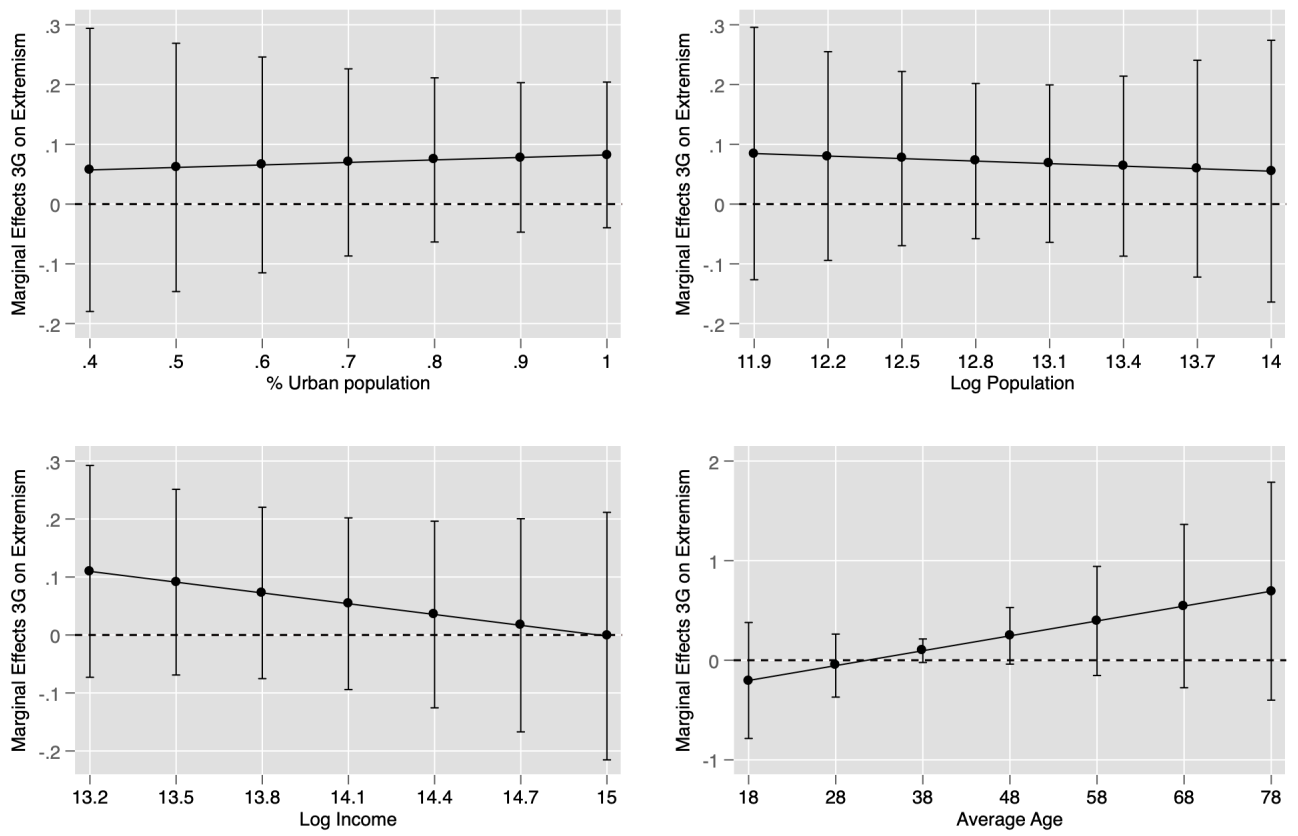 Marginal Effects 3G on Extremism
.3
.2
.1
0
-.1
-.2
.4 .5 .6 .7 .8 .9 1
% Urban population
Marginal Effects 3G on Extremism
.3
.2
.1
0
-.1
-.2
11.9 12.2 12.5 12.8 13.1 13.4 13.7 14
Log Population
Marginal Effects 3G on Extremism
.3
.2
.1
0
-.1
-.2
13.2 13.5 13.8 14.1 14.4 14.7 15
Log Income
Marginal Effects 3G on Extremism
2
1
0
-1
18 28 38 48 58 68 78
Average Age